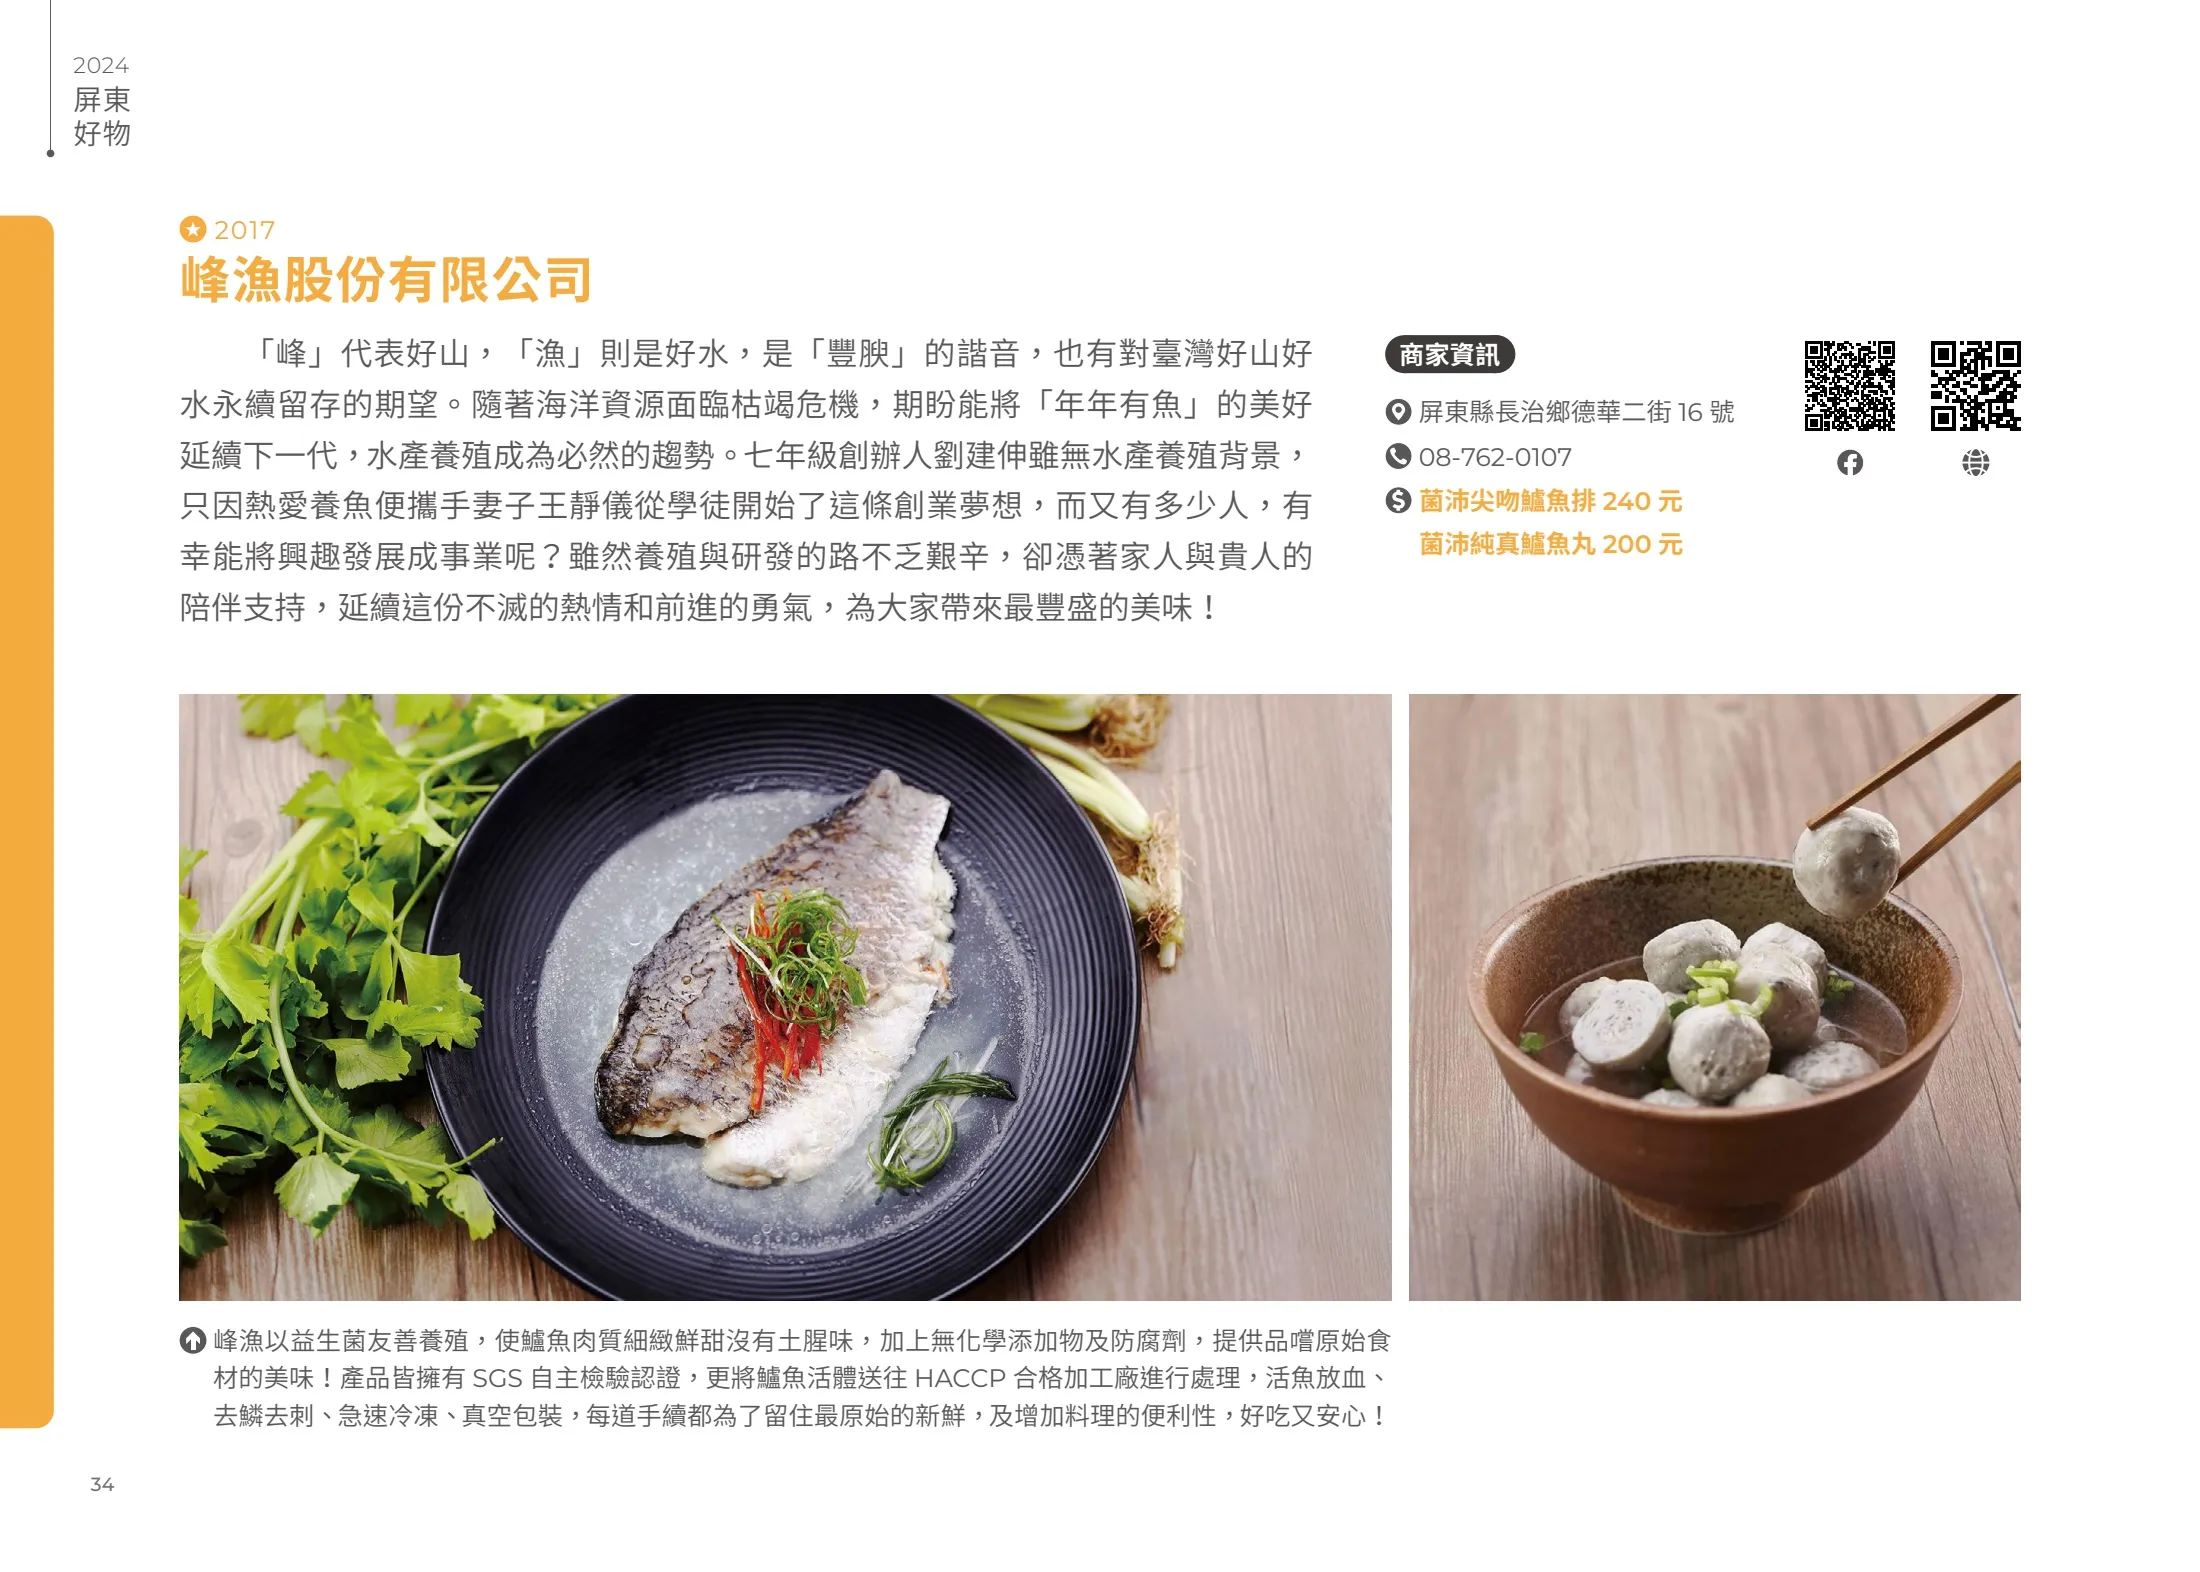 2024
屏東
好物
2017
峰漁股份有限公司
「峰」代表好山，「漁」則是好水，是「豐腴」的諧音，也有對臺灣好山好
水永續留存的期望。隨著海洋資源面臨枯竭危機，期盼能將「年年有魚」的美好
延續下一代，水產養殖成為必然的趨勢。七年級創辦人劉建伸雖無水產養殖背景，
只因熱愛養魚便攜手妻子王靜儀從學徒開始了這條創業夢想，而又有多少人，有
幸能將興趣發展成事業呢？雖然養殖與研發的路不乏艱辛，卻憑著家人與貴人的
陪伴支持，延續這份不滅的熱情和前進的勇氣，為大家帶來最豐盛的美味！
商家資訊
屏東縣長治鄉德華二街 16 號
08-762-0107
菌沛尖吻鱸魚排 240 元
菌沛純真鱸魚丸 200 元
峰漁以益生菌友善養殖，使鱸魚肉質細緻鮮甜沒有土腥味，加上無化學添加物及防腐劑，提供品嚐原始食
材的美味！產品皆擁有 SGS 自主檢驗認證，更將鱸魚活體送往 HACCP 合格加工廠進行處理，活魚放血、
去鱗去刺、急速冷凍、真空包裝，每道手續都為了留住最原始的新鮮，及增加料理的便利性，好吃又安心！
34